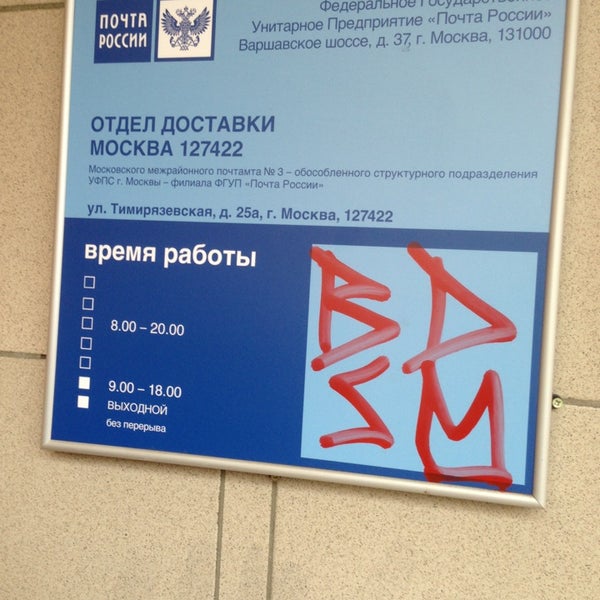 ПОЧТА
РОССИИ
Федеральное Государственное
Унитарное Предприятие «Почта России»
Варшавское шоссе, д. 37, г. Москва, 131000
ОТДЕЛ ДОСТАВКИ
МОСКВА 127422
Московского межрайонного почтамта № 3 – обособленного структурного подразделения
УФПС г. Москвы – филиала ФГУП «Почта России»
ул. Тимирязевская, д. 25а, г. Москва, 127422
время работы
8.00 – 20.00
9.00 – 18.00
ВЫХОДНОЙ
без перерыва
BD
SM